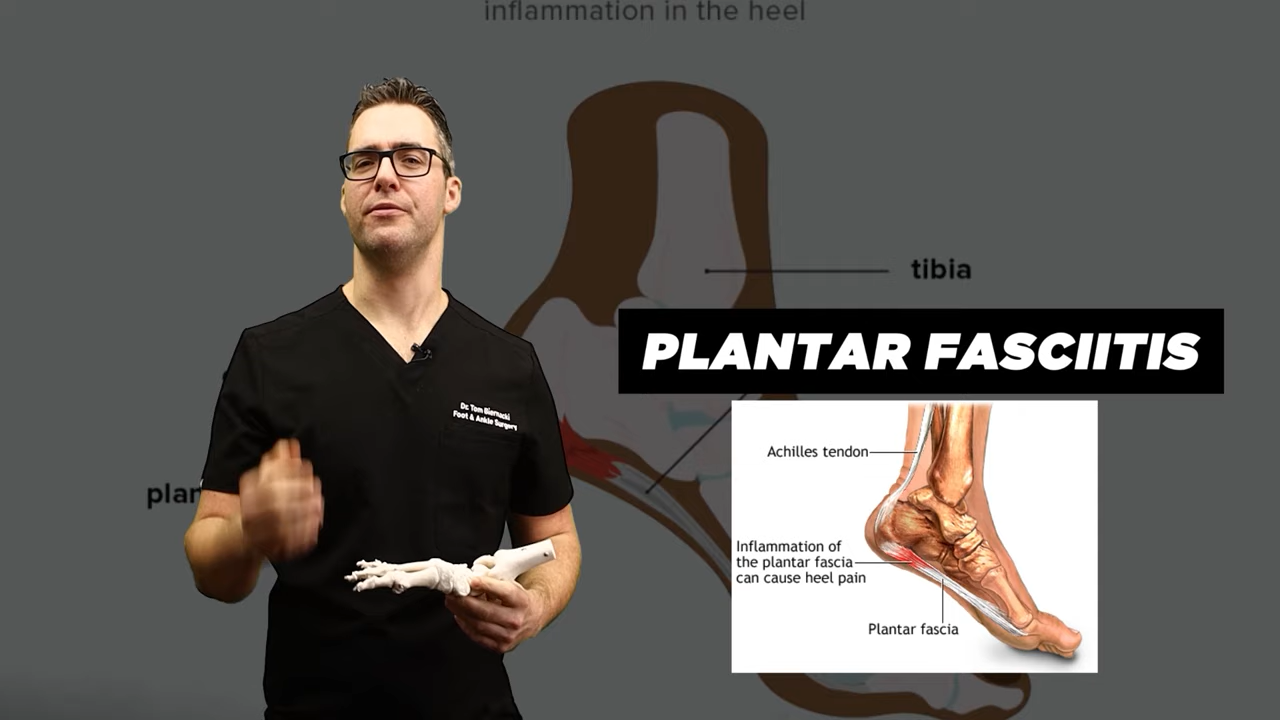 inflammation in the heel
tibia
PLANTAR FASCIITIS
Dr. Tom Biernacki
Foot & Ankle Surgery
Achilles tendon
plan
Inflammation of
the plantar fascia
can cause heel pain
Plantar fascia